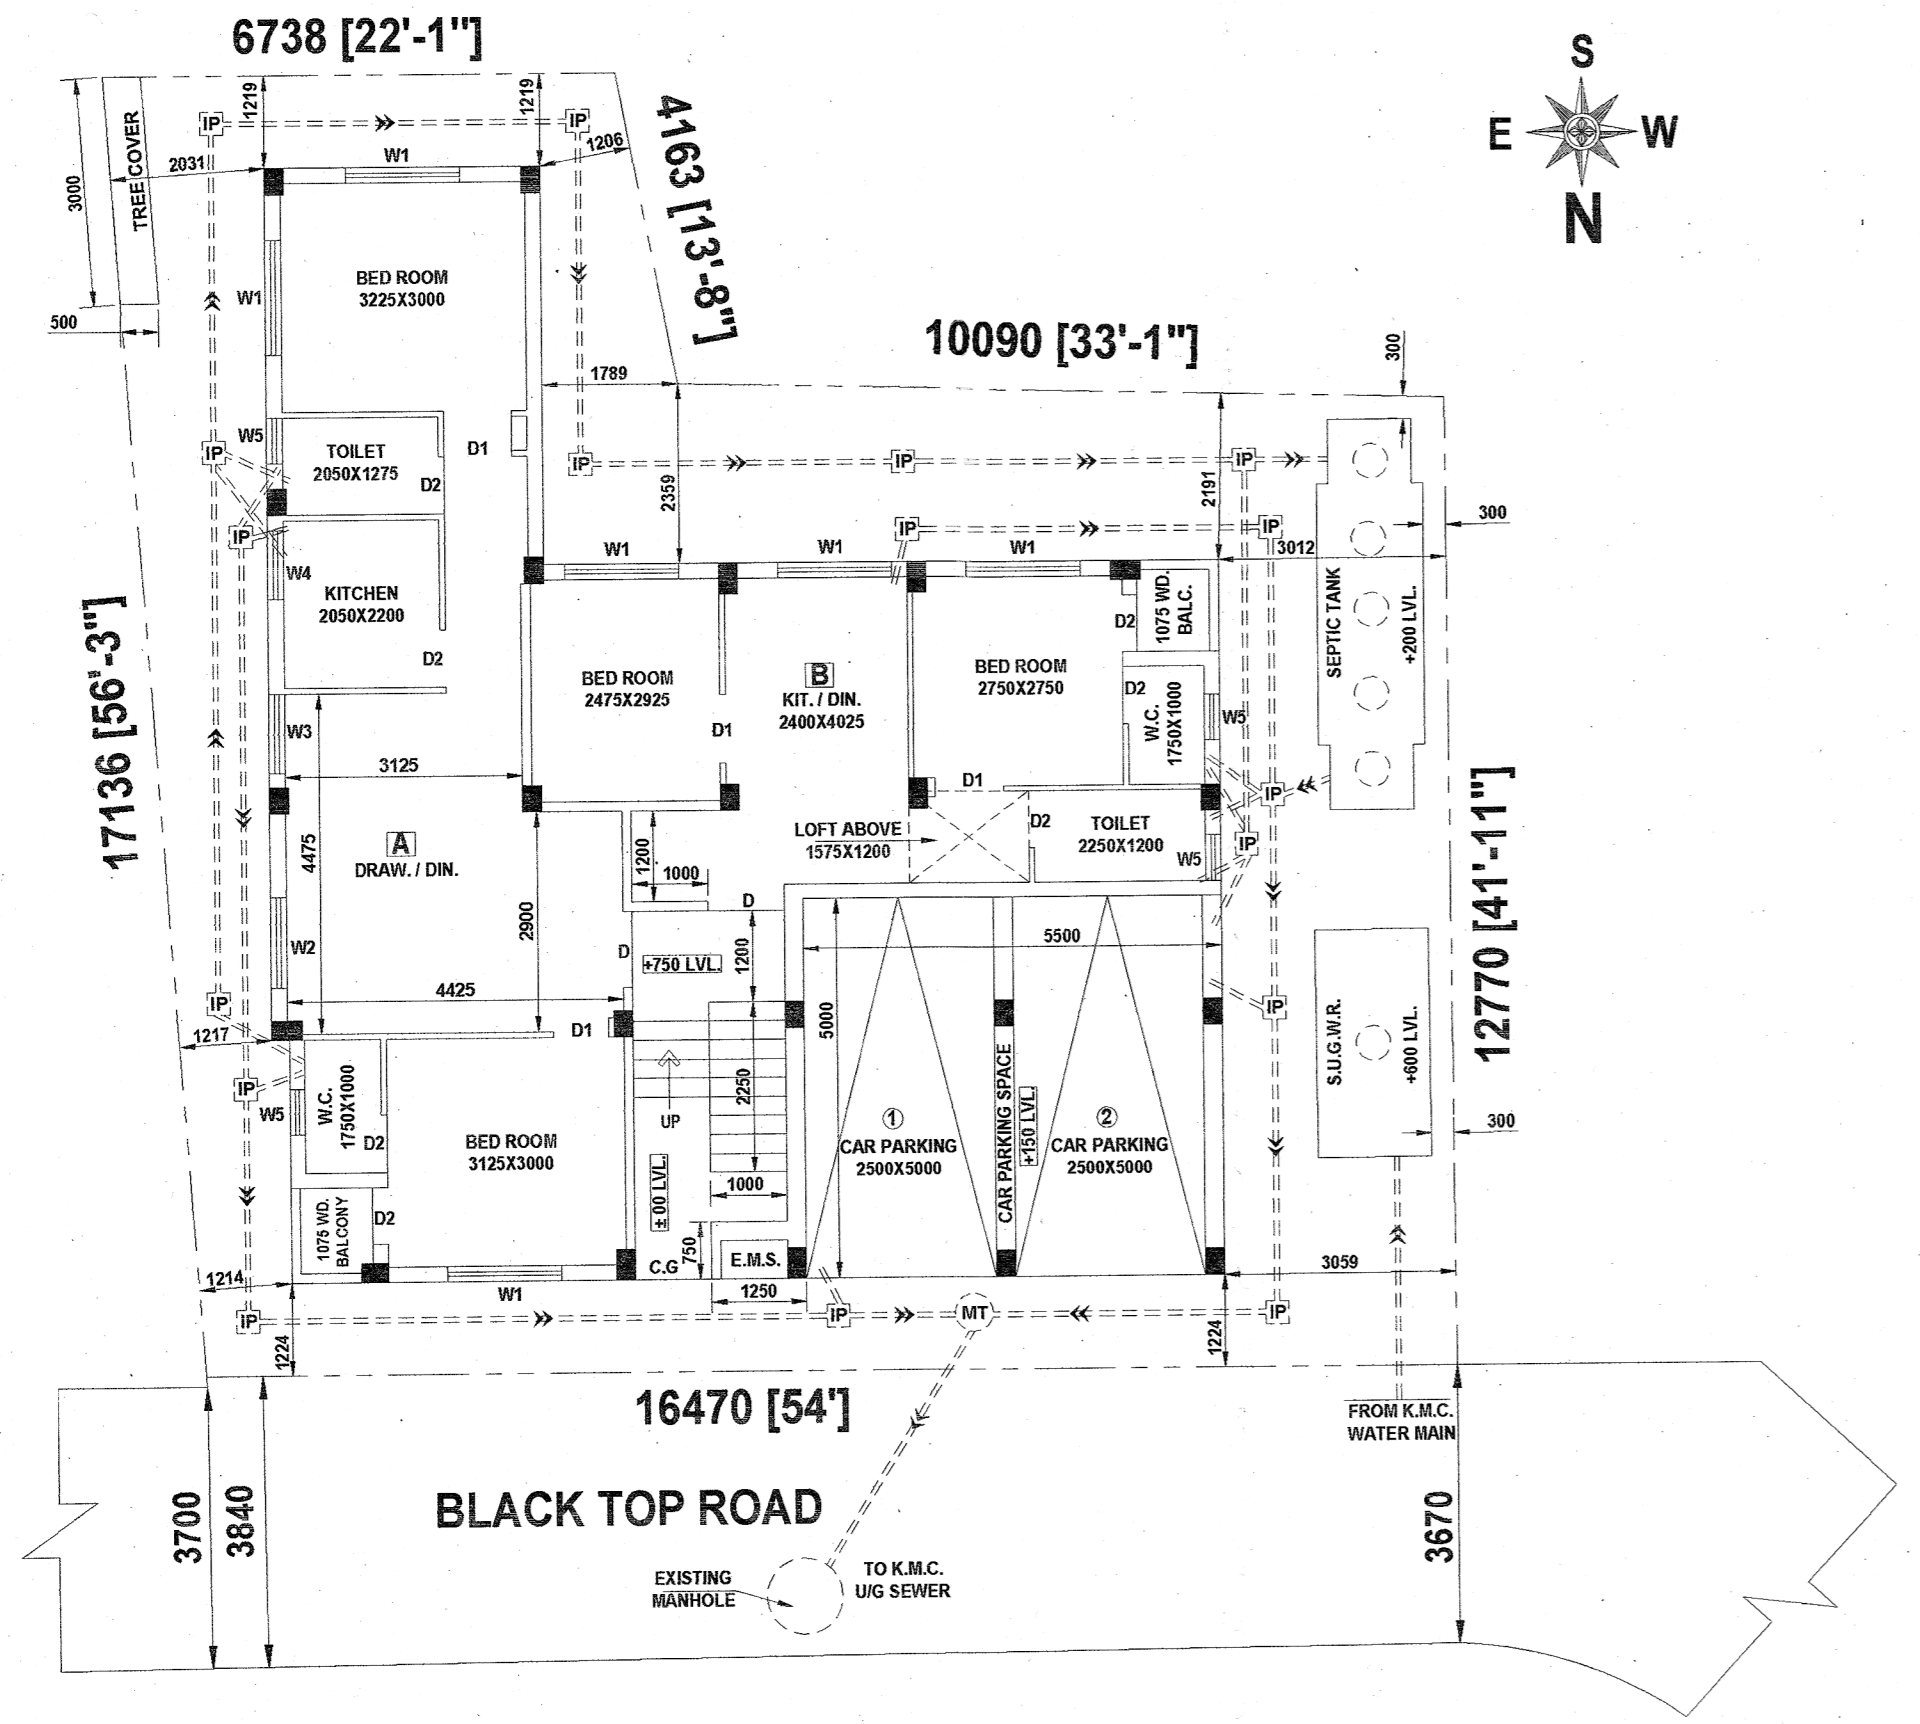 6738 [22'-1"]
S
E
W
N
1219
1219
IP
IP
TREE COVER
2031
W1
1206
4163 [13'-8"]
3000
BED ROOM
3225X3000
W1
500
10090 [33'-1"]
300
1789
W5
IP
TOILET
2050X1275
D1
D2
IP
IP
IP
2359
2191
IP
W4
KITCHEN
2050X2200
D2
W1
W1
W1
IP
IP
3012
300
SEPTIC TANK
+200 LVL.
17136 [56'-3"]
BED ROOM
2475X2925
B
KIT. / DIN.
2400X4025
BED ROOM
2750X2750
D2
1075 WD.
BALC.
D2
W.C.
1750X1000
W5
W3
D1
3125
D1
IP
4475
A
DRAW. / DIN.
LOFT ABOVE
1575X1200
D2
TOILET
2250X1200
W5
IP
12770 [41'-11"]
1200
1000
2900
D
W2
D
+750 LVL.
1200
5500
4425
IP
1217
D1
5000
IP
S.U.G.W.R.
+600 LVL.
300
IP
W5
W.C.
1750X1000
D2
BED ROOM
3125X3000
UP
2250
1
CAR PARKING
2500X5000
CAR PARKING SPACE
+150 LVL.
2
CAR PARKING
2500X5000
±00 LVL.
1000
1075 WD.
BALCONY
D2
750
C.G
E.M.S.
1214
W1
1250
3059
IP
IP
MT
IP
1224
1224
16470 [54']
FROM K.M.C.
WATER MAIN
3700
3840
BLACK TOP ROAD
3670
EXISTING
MANHOLE
TO K.M.C.
U/G SEWER